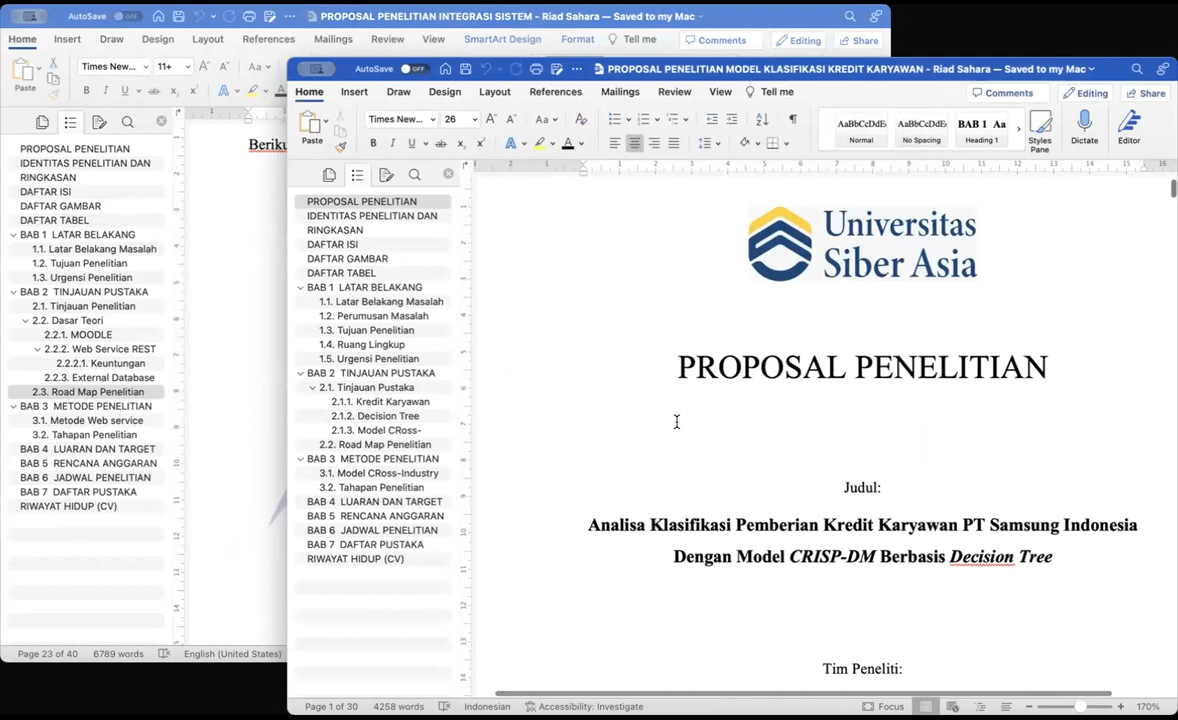 AutoSave OFF PROPOSAL PENELITIAN INTEGRASI SISTEM - Riad Sahara — Saved to my Mac
Home Insert Draw Design Layout References Mailings Review View SmartArt Design Format Tell me Comments Editing Share
Paste Times New... 11+ Aa
PROPOSAL PENELITIAN
IDENTITAS PENELITIAN DAN
RINGKASAN
DAFTAR ISI
DAFTAR GAMBAR
DAFTAR TABEL
BAB 1 LATAR BELAKANG
1.1. Latar Belakang Masalah
1.2. Tujuan Penelitian
1.3. Urgensi Penelitian
BAB 2 TINJAUAN PUSTAKA
2.1. Tinjauan Penelitian
2.2. Dasar Teori
2.2.1. MOODLE
2.2.2. Web Service REST
2.2.2.1. Keuntungan
2.2.3. External Database
2.3. Road Map Penelitian
BAB 3 METODE PENELITIAN
3.1. Metode Web service
3.2. Tahapan Penelitian
BAB 4 LUARAN DAN TARGET
BAB 5 RENCANA ANGGARAN
BAB 6 JADWAL PENELITIAN
BAB 7 DAFTAR PUSTAKA
RIWAYAT HIDUP (CV)
Beriku
Page 23 of 40 6789 words English (United States)
AutoSave OFF PROPOSAL PENELITIAN MODEL KLASIFIKASI KREDIT KARYAWAN - Riad Sahara — Saved to my Mac
Home Insert Draw Design Layout References Mailings Review View Tell me Comments Editing Share
Paste Times New... 26 Aa
AaBbCcDdE AaBbCcDdE BAB 1 Aa
Normal No Spacing Heading 1 Styles Pane Dictate Editor
PROPOSAL PENELITIAN
IDENTITAS PENELITIAN DAN
RINGKASAN
DAFTAR ISI
DAFTAR GAMBAR
DAFTAR TABEL
BAB 1 LATAR BELAKANG
1.1. Latar Belakang Masalah
1.2. Perumusan Masalah
1.3. Tujuan Penelitian
1.4. Ruang Lingkup
1.5. Urgensi Penelitian
BAB 2 TINJAUAN PUSTAKA
2.1. Tinjauan Pustaka
2.1.1. Kredit Karyawan
2.1.2. Decision Tree
2.1.3. Model CRoss-
2.2. Road Map Penelitian
BAB 3 METODE PENELITIAN
3.1. Model CRoss-Industry
3.2. Tahapan Penelitian
BAB 4 LUARAN DAN TARGET
BAB 5 RENCANA ANGGARAN
BAB 6 JADWAL PENELITIAN
BAB 7 DAFTAR PUSTAKA
RIWAYAT HIDUP (CV)
Universitas
Siber Asia
PROPOSAL PENELITIAN
Judul:
Analisa Klasifikasi Pemberian Kredit Karyawan PT Samsung Indonesia
Dengan Model CRISP-DM Berbasis Decision Tree
Tim Peneliti:
Page 1 of 30 4258 words Indonesian Accessibility: Investigate Focus 170%